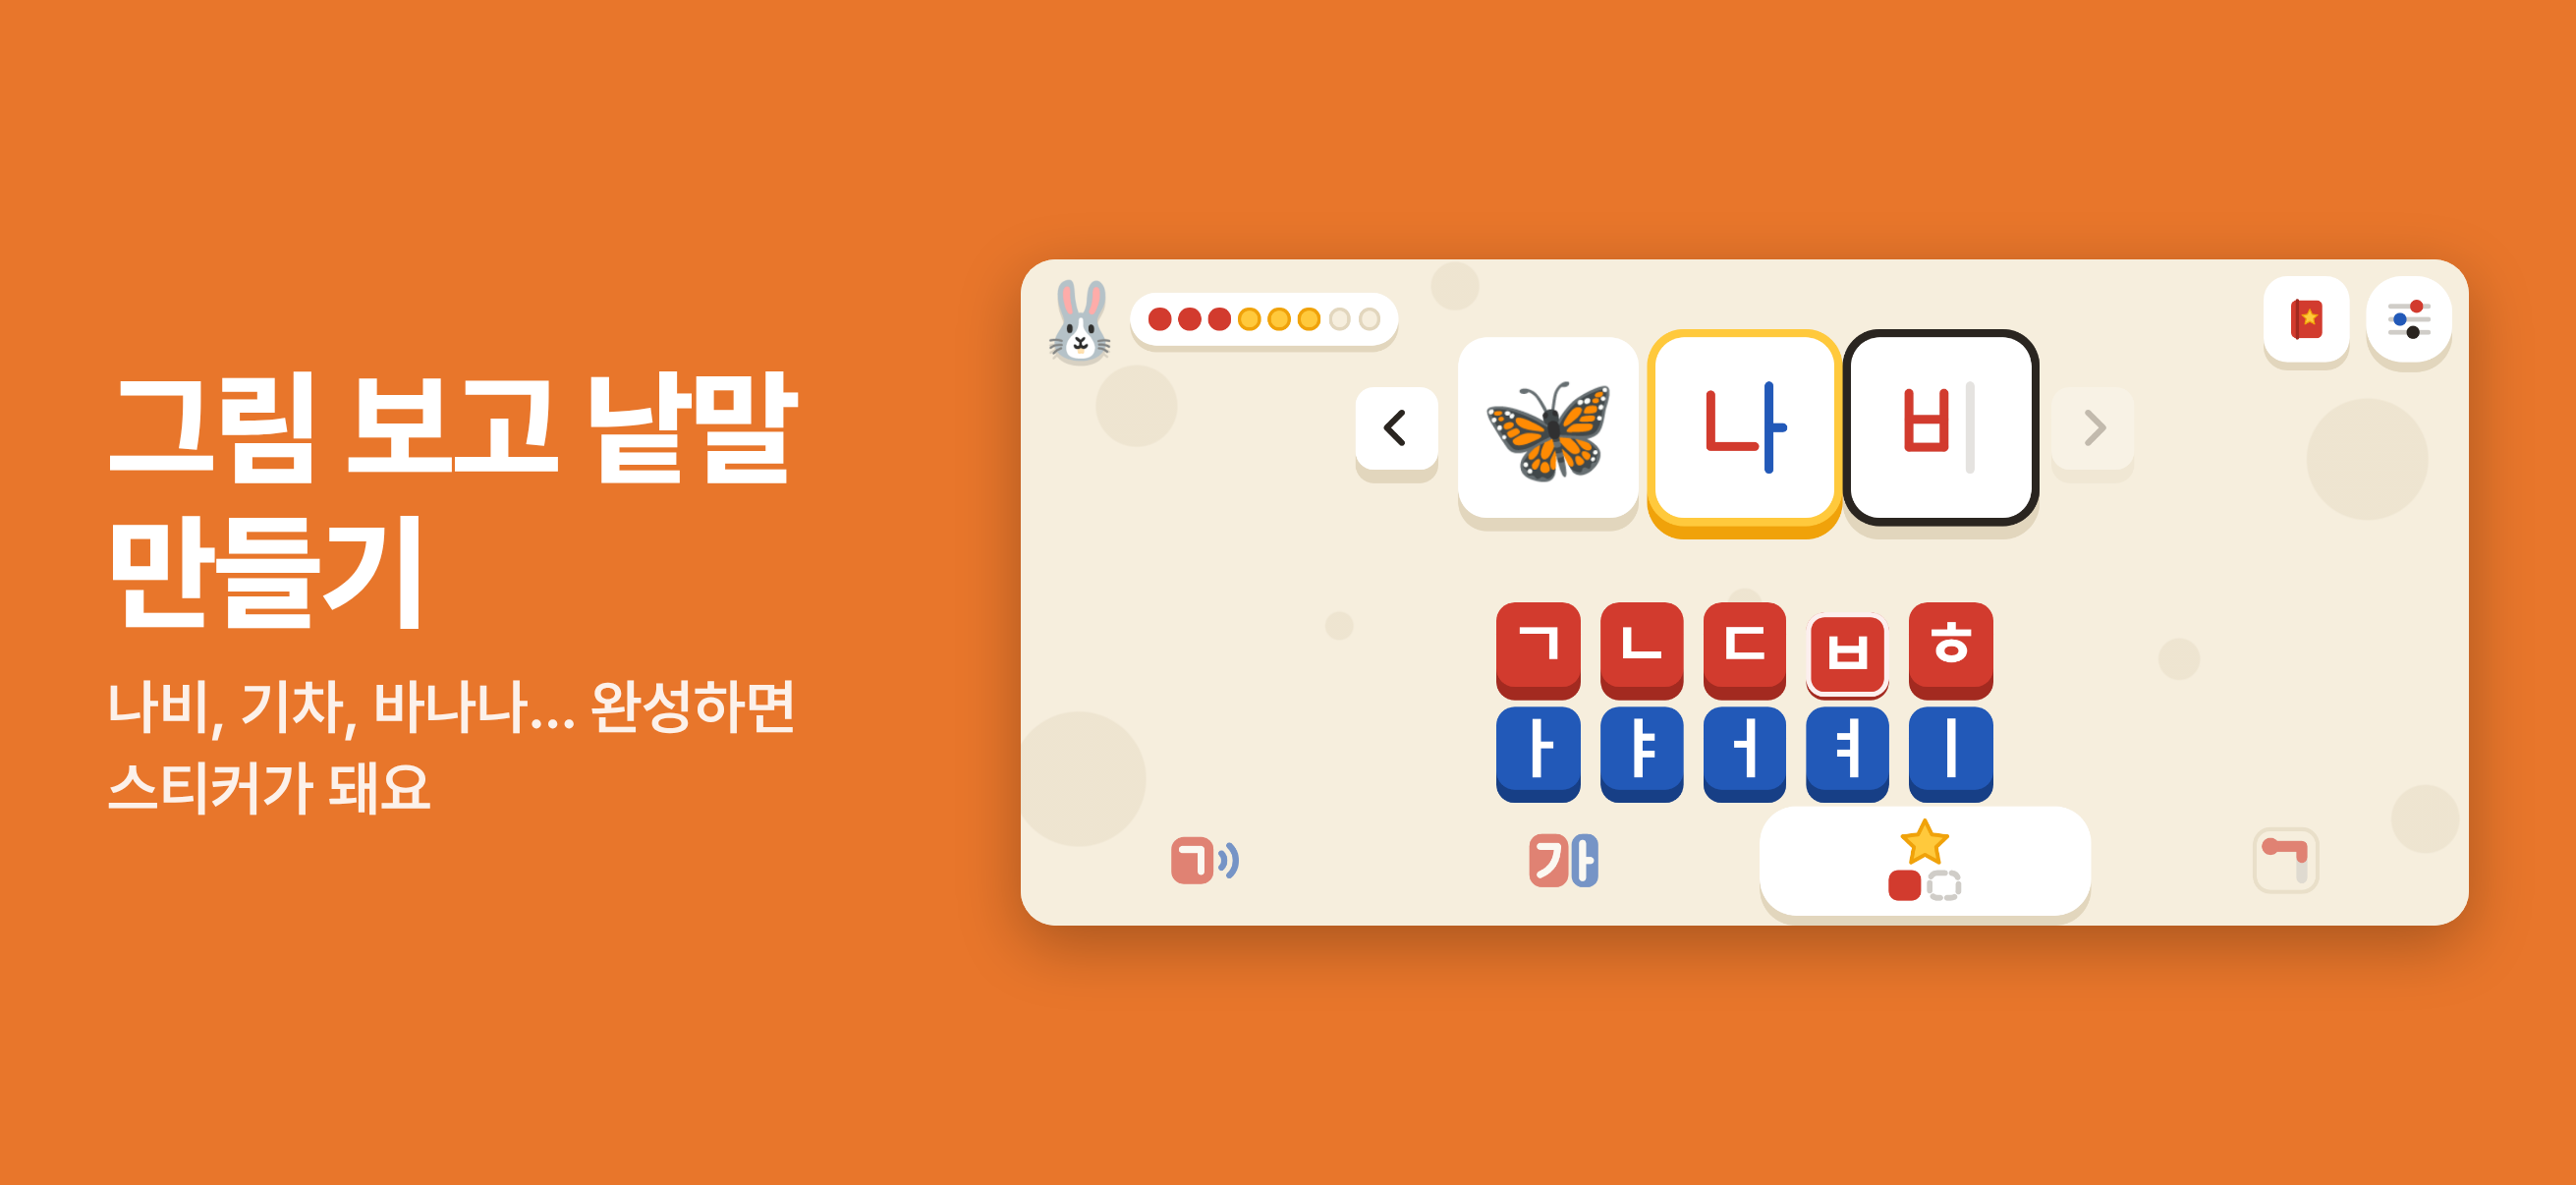 그림 보고 낱말
만들기
나비, 기차, 바나나... 완성하면
스티커가 돼요
나 비
ㄱ ㄴ ㄷ ㅂ ㅎ
ㅏ ㅑ ㅓ ㅕ ㅣ
ㄱ 가 ㄱ